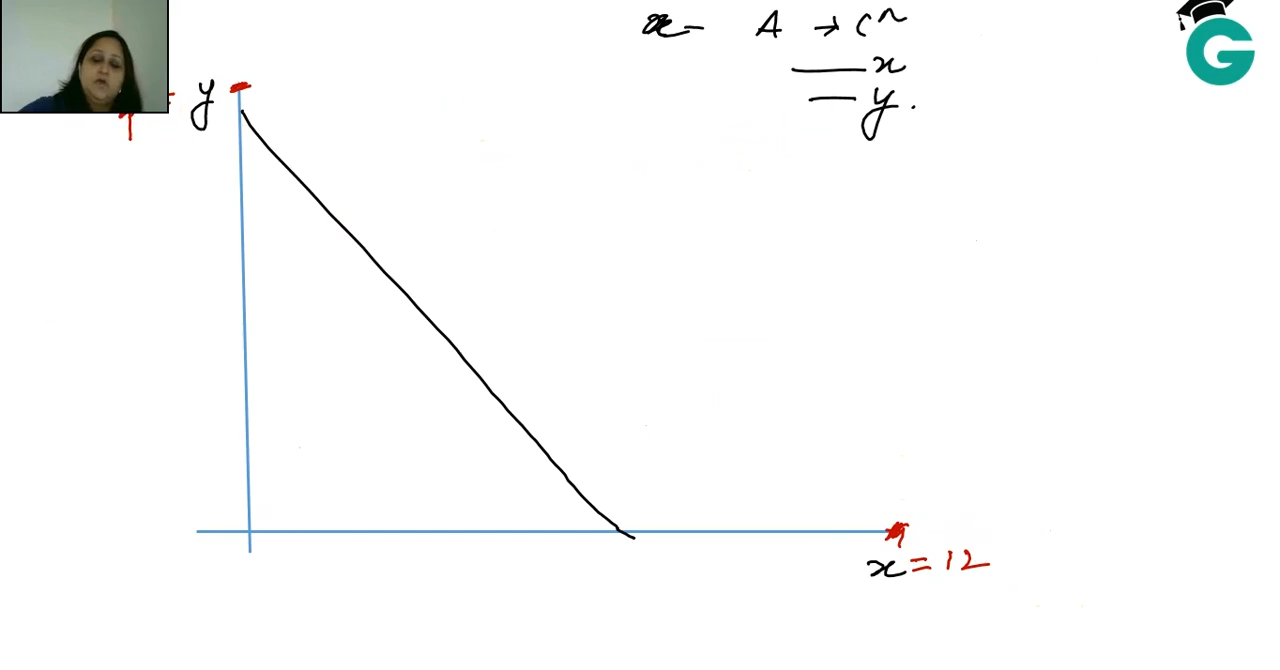 x - A → C^n
— x
— y.
= y
x = 12
G